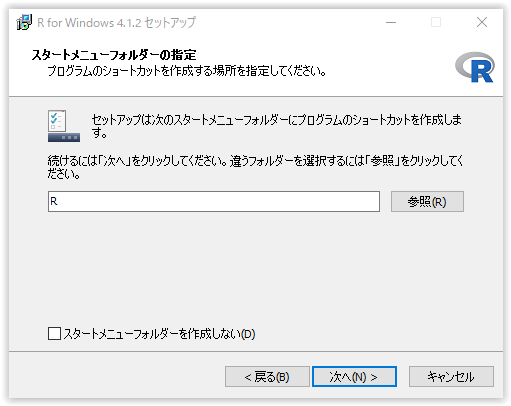 R for Windows 4.1.2 セットアップ
スタートメニューフォルダーの指定
プログラムのショートカットを作成する場所を指定してください。
R
セットアップは次のスタートメニューフォルダーにプログラムのショートカットを作成しま
す。
続けるには「次へ」をクリックしてください。違うフォルダーを選択するには「参照」をクリックしてく
ださい。
R
参照(R)
スタートメニューフォルダーを作成しない(D)
< 戻る(B)
次へ(N) >
キャンセル